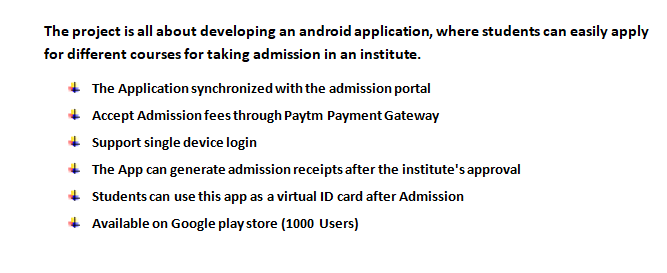 The project is all about developing an android application, where students can easily apply
for different courses for taking admission in an institute.
The Application synchronized with the admission portal
Accept Admission fees through Paytm Payment Gateway
Support single device login
The App can generate admission receipts after the institute's approval
Students can use this app as a virtual ID card after Admission
Available on Google play store (1000 Users)